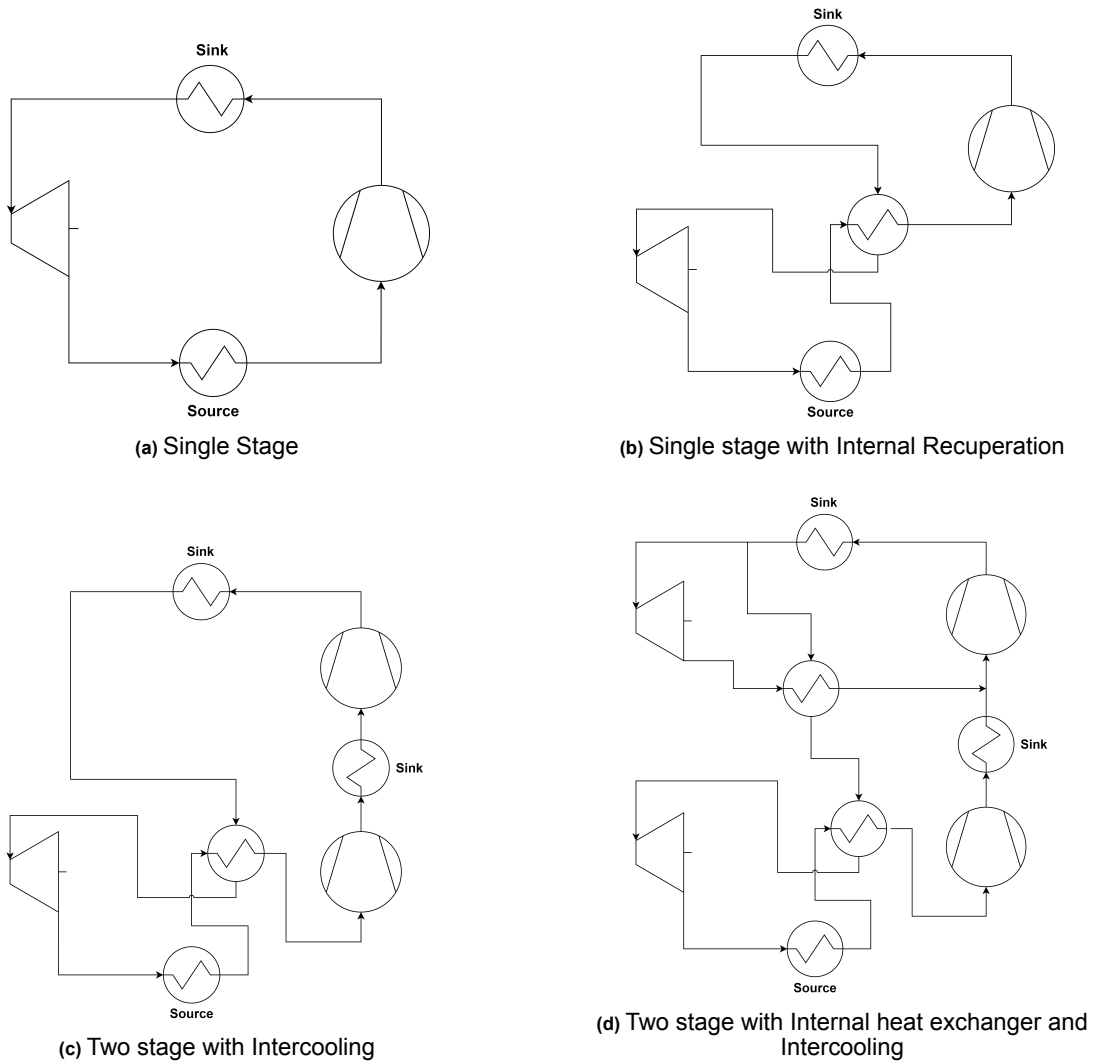 Sink
Source
(a) Single Stage
Sink
Source
(b) Single stage with Internal Recuperation
Sink
Sink
Source
(c) Two stage with Intercooling
Sink
Sink
Source
(d) Two stage with Internal heat exchanger and
Intercooling